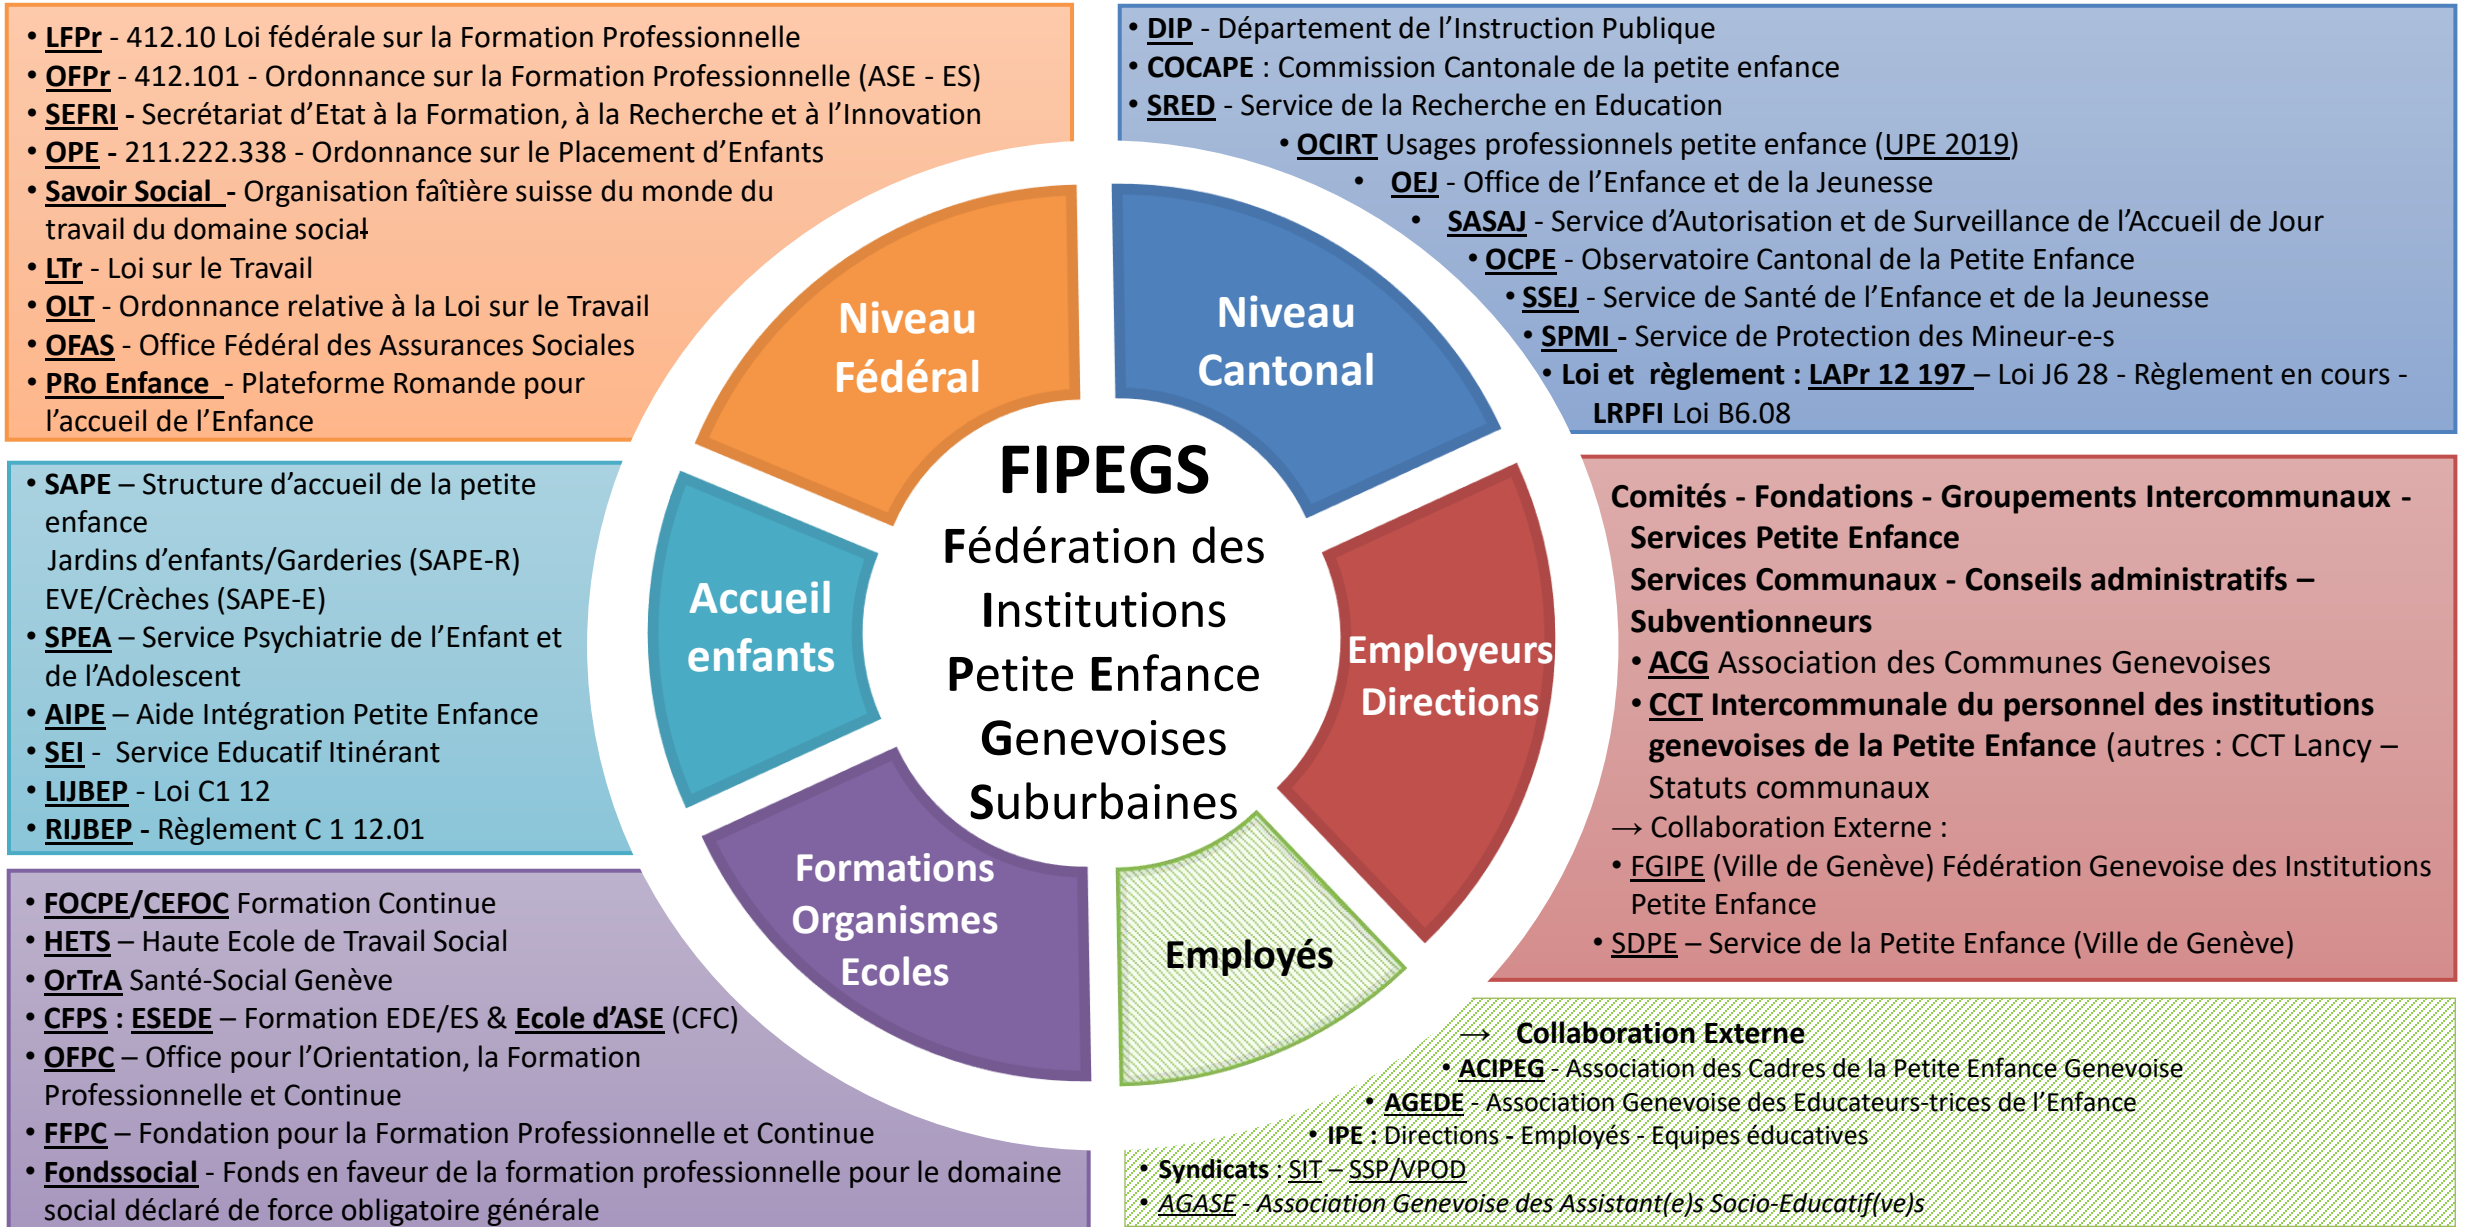 • LFPr - 412.10 Loi fédérale sur la Formation Professionnelle
• OFPr - 412.101 - Ordonnance sur la Formation Professionnelle (ASE - ES)
• SEFRI - Secrétariat d'Etat à la Formation, à la Recherche et à l'Innovation
• OPE - 211.222.338 - Ordonnance sur le Placement d'Enfants
• Savoir Social - Organisation faîtière suisse du monde du
travail du domaine social
• LTr - Loi sur le Travail
• OLT - Ordonnance relative à la Loi sur le Travail
• OFAS - Office Fédéral des Assurances Sociales
• PRo Enfance - Plateforme Romande pour
l'accueil de l'Enfance
• DIP - Département de l'Instruction Publique
• COCAPE : Commission Cantonale de la petite enfance
• SRED - Service de la Recherche en Education
• OCIRT Usages professionnels petite enfance (UPE 2019)
• OEJ - Office de l'Enfance et de la Jeunesse
• SASAJ - Service d'Autorisation et de Surveillance de l'Accueil de Jour
• OCPE - Observatoire Cantonal de la Petite Enfance
• SSEJ - Service de Santé de l'Enfance et de la Jeunesse
• SPMI - Service de Protection des Mineur-e-s
• Loi et règlement : LAPr 12 197 – Loi J6 28 - Règlement en cours -
LRPFI Loi B6.08
Niveau
Fédéral
Niveau
Cantonal
• SAPE – Structure d'accueil de la petite
enfance
Jardins d'enfants/Garderies (SAPE-R)
EVE/Crèches (SAPE-E)
• SPEA – Service Psychiatrie de l'Enfant et
de l'Adolescent
• AIPE – Aide Intégration Petite Enfance
• SEI - Service Educatif Itinérant
• LIJBEP - Loi C1 12
• RIJBEP - Règlement C 1 12.01
Accueil
enfants
FIPEGS
Fédération des
Institutions
Petite Enfance
Genevoises
Suburbaines
Employeurs
Directions
Comités - Fondations - Groupements Intercommunaux -
Services Petite Enfance
Services Communaux - Conseils administratifs –
Subventionneurs
• ACG Association des Communes Genevoises
• CCT Intercommunale du personnel des institutions
genevoises de la Petite Enfance (autres : CCT Lancy –
Statuts communaux
→ Collaboration Externe :
• FGIPE (Ville de Genève) Fédération Genevoise des Institutions
Petite Enfance
• SDPE – Service de la Petite Enfance (Ville de Genève)
Formations
Organismes
Ecoles
Employés
• FOCPE/CEFOC Formation Continue
• HETS – Haute Ecole de Travail Social
• OrTrA Santé-Social Genève
• CFPS : ESEDE – Formation EDE/ES & Ecole d'ASE (CFC)
• OFPC – Office pour l'Orientation, la Formation
Professionnelle et Continue
• FFPC – Fondation pour la Formation Professionnelle et Continue
• Fondssocial - Fonds en faveur de la formation professionnelle pour le domaine
social déclaré de force obligatoire générale
→ Collaboration Externe
• ACIPEG - Association des Cadres de la Petite Enfance Genevoise
• AGEDE - Association Genevoise des Educateurs-trices de l'Enfance
• IPE : Directions - Employés - Equipes éducatives
• Syndicats : SIT – SSP/VPOD
• AGASE - Association Genevoise des Assistant(e)s Socio-Educatif(ve)s